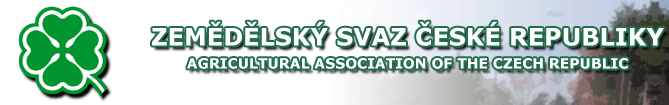 ZEMĚDĚLSKÝ SVAZ ČESKÉ REPUBLIKY
AGRICULTURAL ASSOCIATION OF THE CZECH REPUBLIC